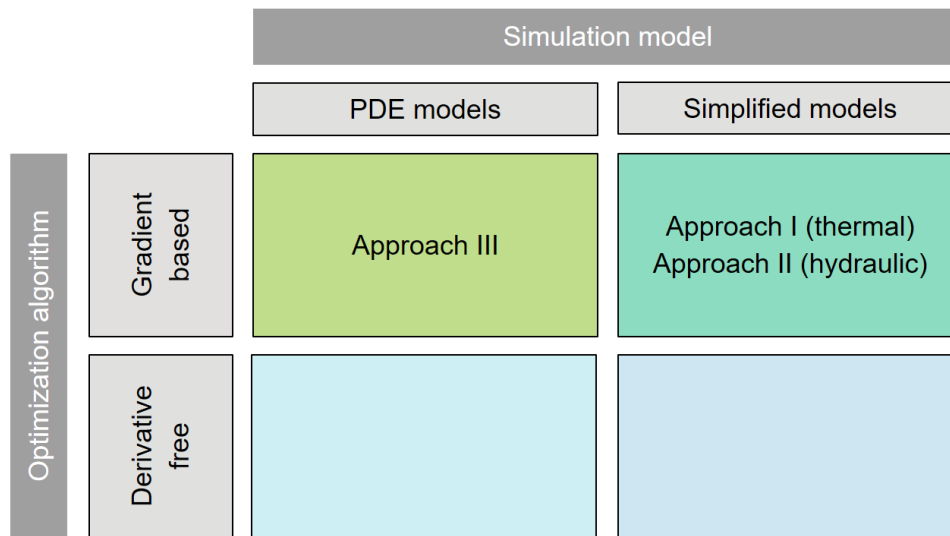 Simulation model
PDE models
Simplified models
Optimization algorithm
Gradient
based
Approach III
Approach I (thermal)
Approach II (hydraulic)
Derivative
free